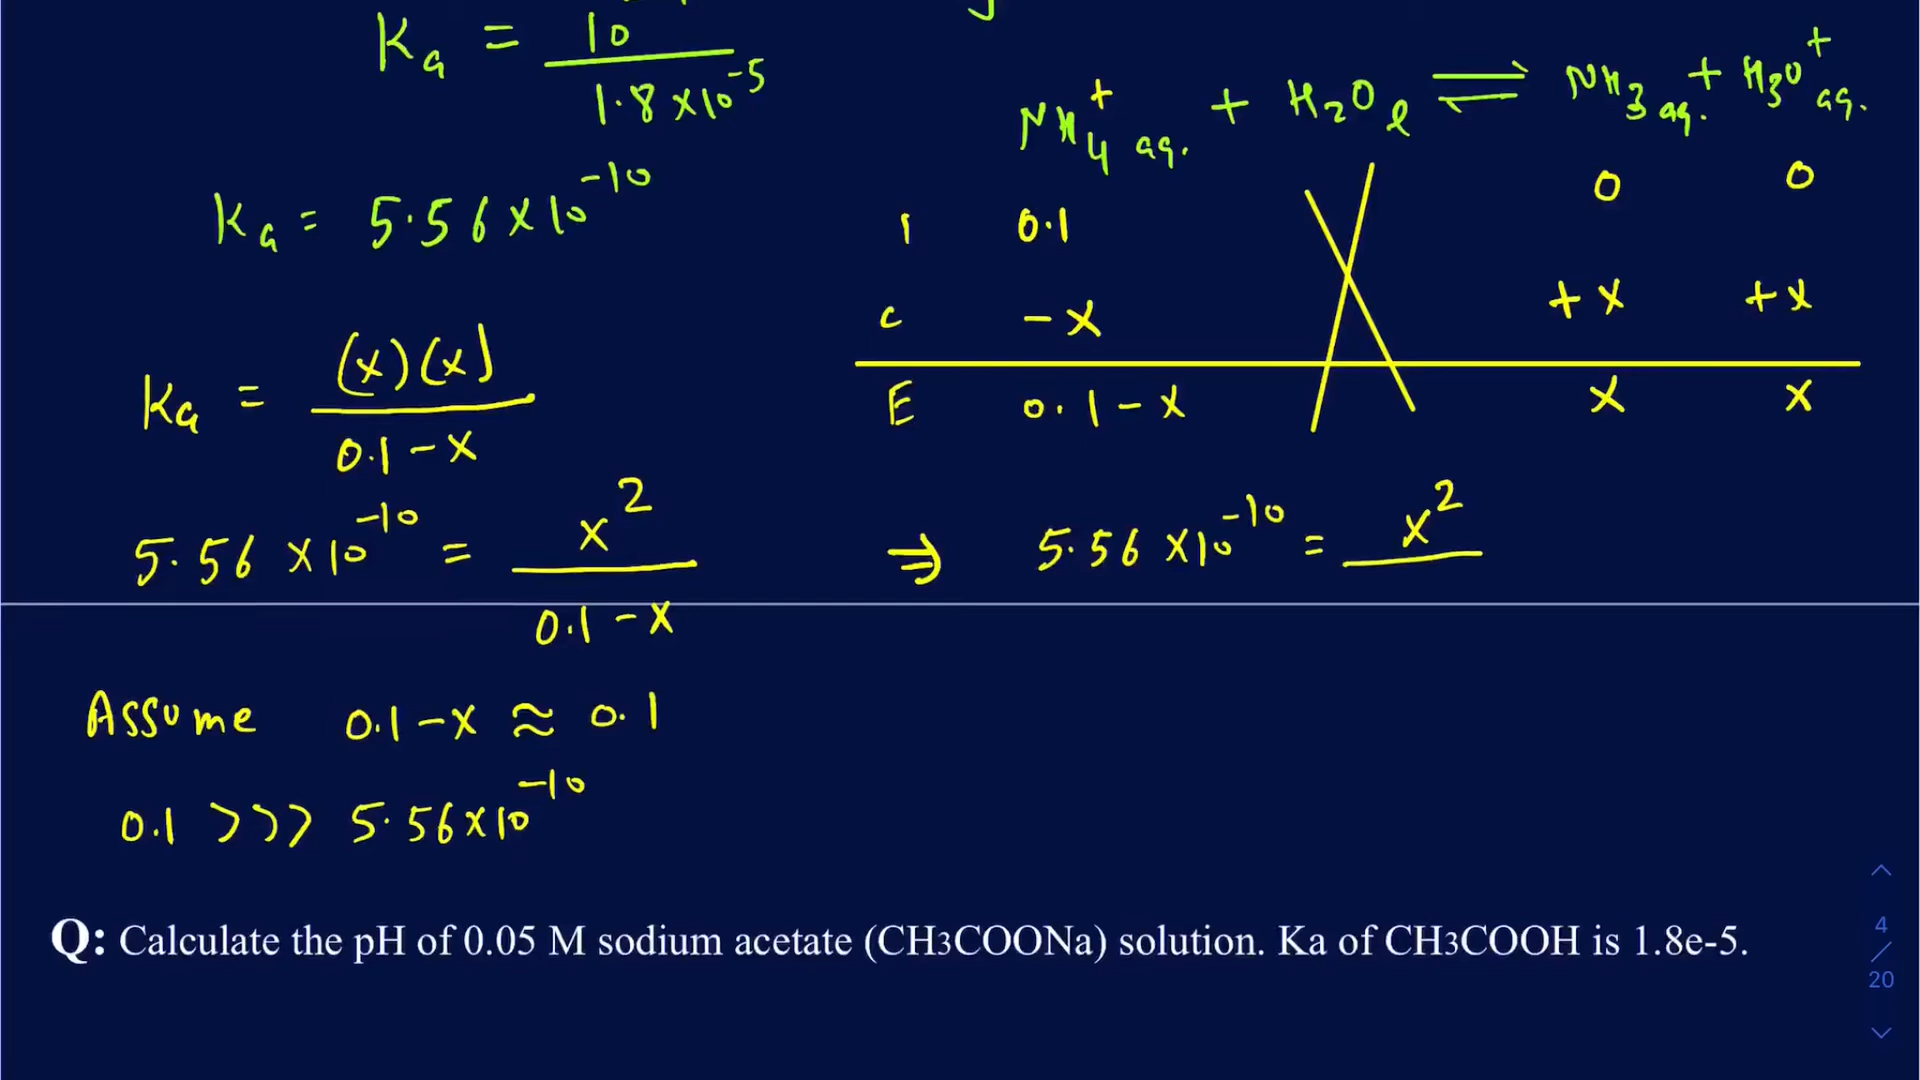 Ka = 10
1.8 x 10^-5
NH4^+ aq. + H2O l ⇌ NH3 aq. + H3O^+ aq.
Ka = 5.56 x 10^-10
I 0.1 0 0
C -x +x +x
Ka = (x)(x)
0.1 - x
E 0.1 - x x x
5.56 x 10^-10 = x^2
0.1 - x
⇒ 5.56 x 10^-10 = x^2
Assume 0.1 - x ≈ 0.1
0.1 >>> 5.56 x 10^-10
Q: Calculate the pH of 0.05 M sodium acetate (CH3COONa) solution. Ka of CH3COOH is 1.8e-5.
4
/
20